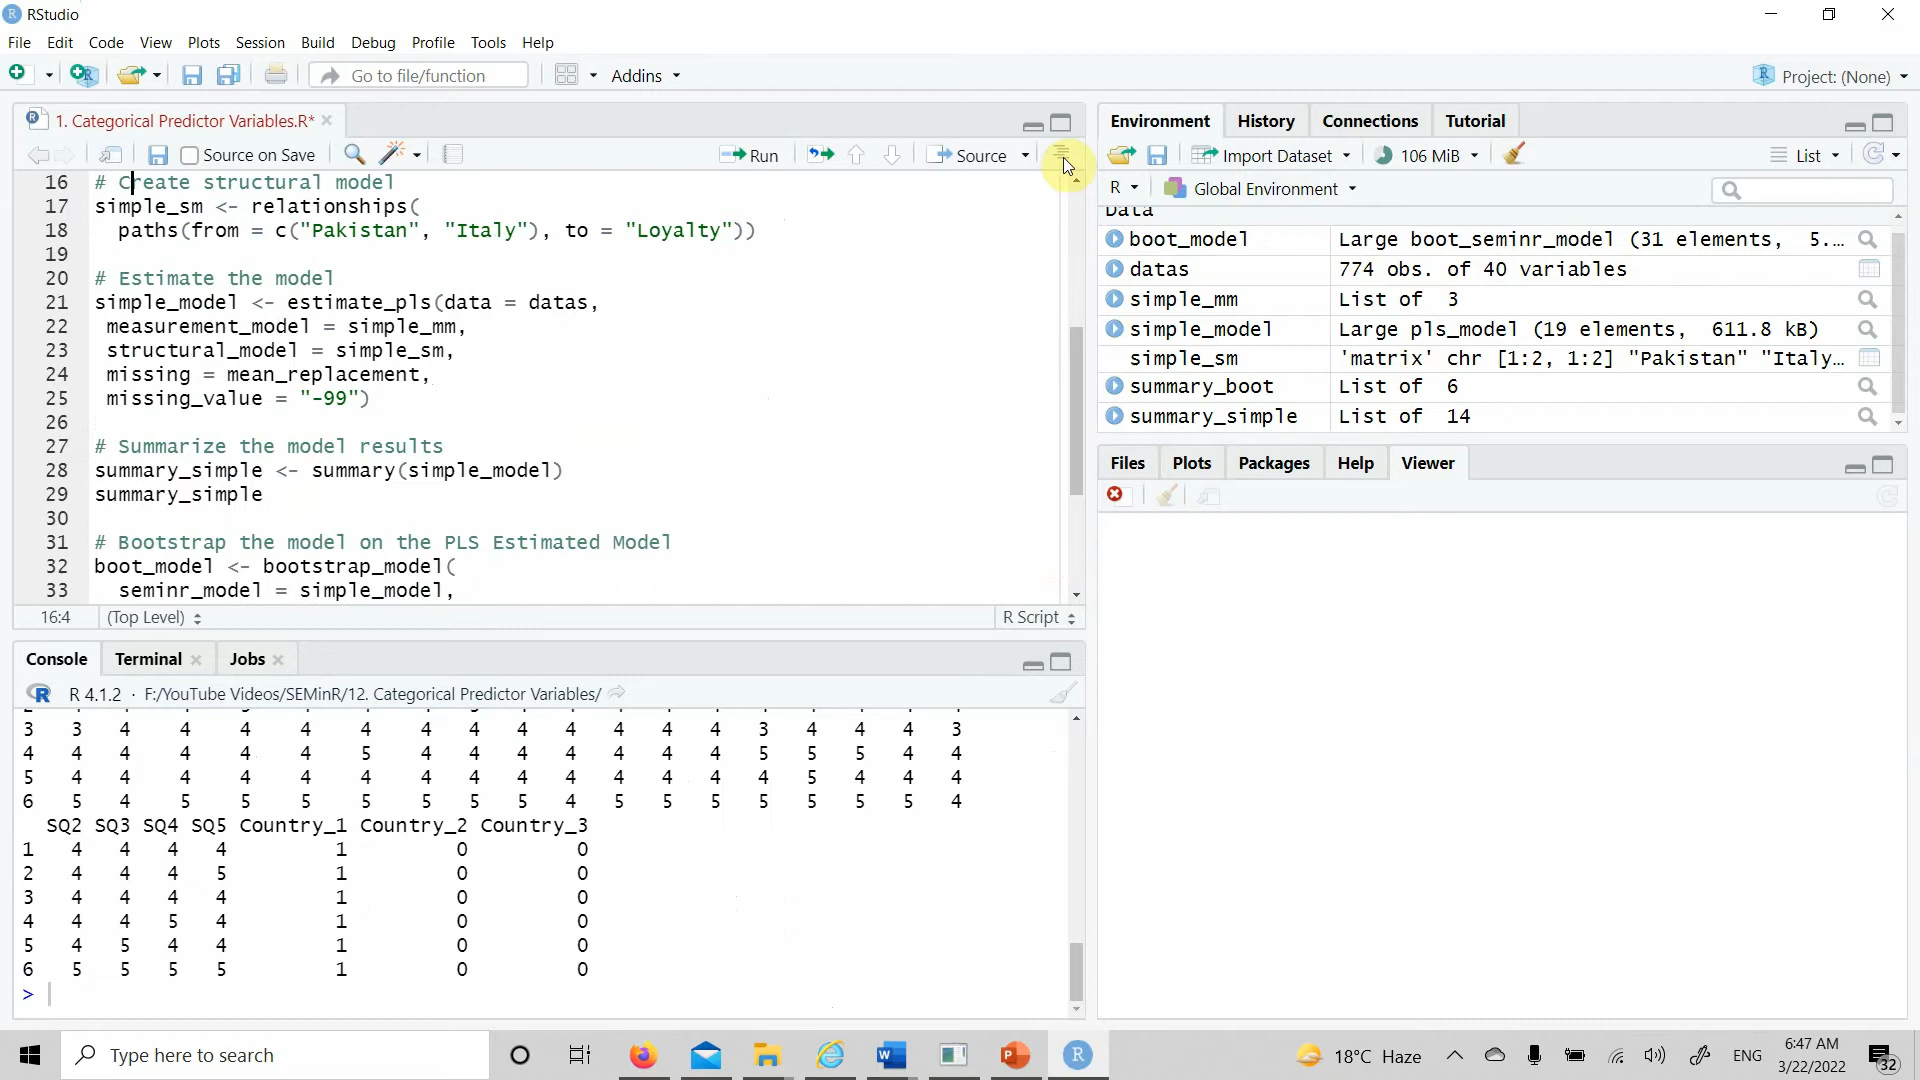 RStudio
File Edit Code View Plots Session Build Debug Profile Tools Help
Go to file/function Addins Project: (None)
1. Categorical Predictor Variables.R*
Source on Save Run Source
16 # Create structural model
17 simple_sm <- relationships(
18 paths(from = c("Pakistan", "Italy"), to = "Loyalty"))
19
20 # Estimate the model
21 simple_model <- estimate_pls(data = datas,
22 measurement_model = simple_mm,
23 structural_model = simple_sm,
24 missing = mean_replacement,
25 missing_value = "-99")
26
27 # Summarize the model results
28 summary_simple <- summary(simple_model)
29 summary_simple
30
31 # Bootstrap the model on the PLS Estimated Model
32 boot_model <- bootstrap_model(
33 seminr_model = simple_model,
16:4 (Top Level) R Script
Console Terminal Jobs
R 4.1.2 · F:/YouTube Videos/SEMinR/12. Categorical Predictor Variables/
3 3 4 4 4 4 4 4 4 4 4 4 4 4 3 4 4 4 3
4 4 4 4 4 4 5 4 4 4 4 4 4 4 5 5 5 4 4
5 4 4 4 4 4 4 4 4 4 4 4 4 4 4 5 4 4 4
6 5 4 5 5 5 5 5 5 5 4 5 5 5 5 5 5 5 4
SQ2 SQ3 SQ4 SQ5 Country_1 Country_2 Country_3
1 4 4 4 4 1 0 0
2 4 4 4 5 1 0 0
3 4 4 4 4 1 0 0
4 4 4 5 4 1 0 0
5 4 5 4 4 1 0 0
6 5 5 5 5 1 0 0
>
Environment History Connections Tutorial
Import Dataset 106 MiB List
R Global Environment
Data
boot_model Large boot_seminr_model (31 elements, 5.…
datas 774 obs. of 40 variables
simple_mm List of 3
simple_model Large pls_model (19 elements, 611.8 kB)
simple_sm 'matrix' chr [1:2, 1:2] "Pakistan" "Italy…
summary_boot List of 6
summary_simple List of 14
Files Plots Packages Help Viewer
Type here to search
18°C Haze ENG 6:47 AM
3/22/2022 32